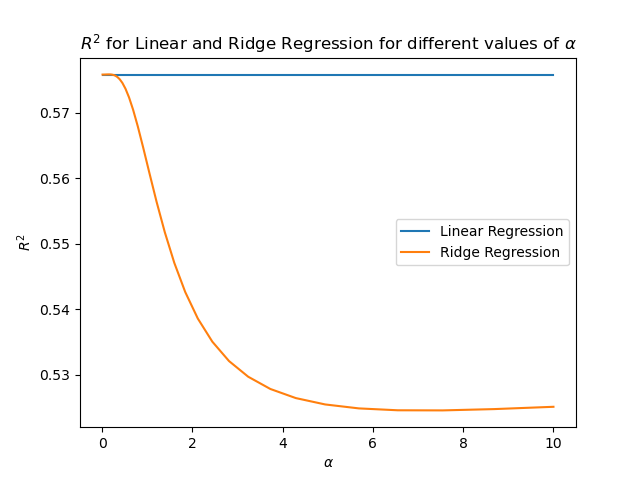 R² for Linear and Ridge Regression for different values of α
0.57
0.56
0.55
0.54
0.53
R²
Linear Regression
Ridge Regression
0 2 4 6 8 10
α